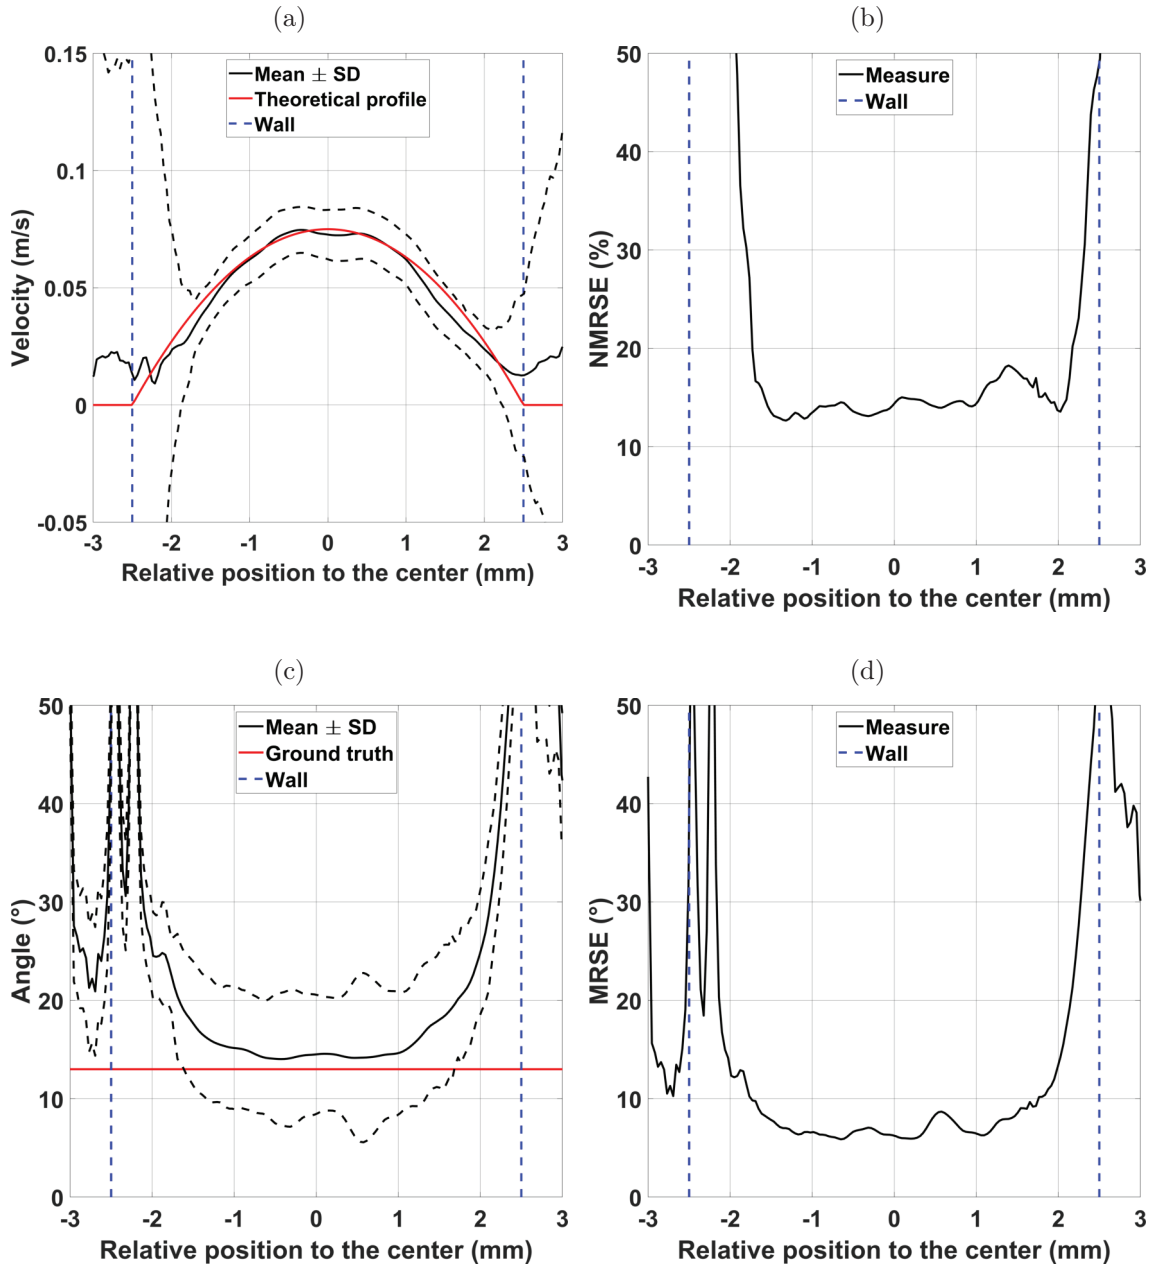 (a)
0.15
0.1
0.05
0
-0.05
-3 -2 -1 0 1 2 3
Velocity (m/s)
Relative position to the center (mm)
Mean ± SD
Theoretical profile
Wall
(b)
50
40
30
20
10
0
-3 -2 -1 0 1 2 3
NMRSE (%)
Relative position to the center (mm)
Measure
Wall
(c)
50
40
30
20
10
0
-3 -2 -1 0 1 2 3
Angle (°)
Relative position to the center (mm)
Mean ± SD
Ground truth
Wall
(d)
50
40
30
20
10
0
-3 -2 -1 0 1 2 3
MRSE (°)
Relative position to the center (mm)
Measure
Wall